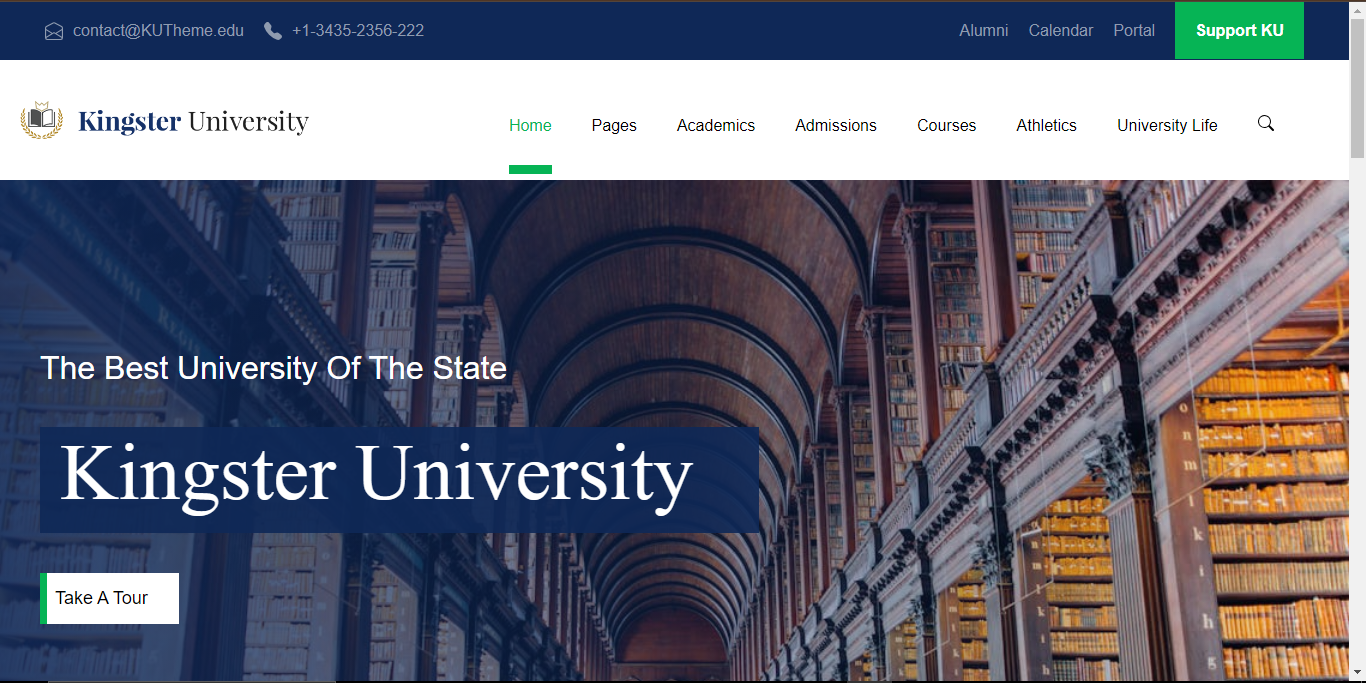 contact@KUTheme.edu +1-3435-2356-222 Alumni Calendar Portal Support KU
Kingster University Home Pages Academics Admissions Courses Athletics University Life
The Best University Of The State
Kingster University
Take A Tour
o
n
m
l
k
i
h
g
m
k
i
h